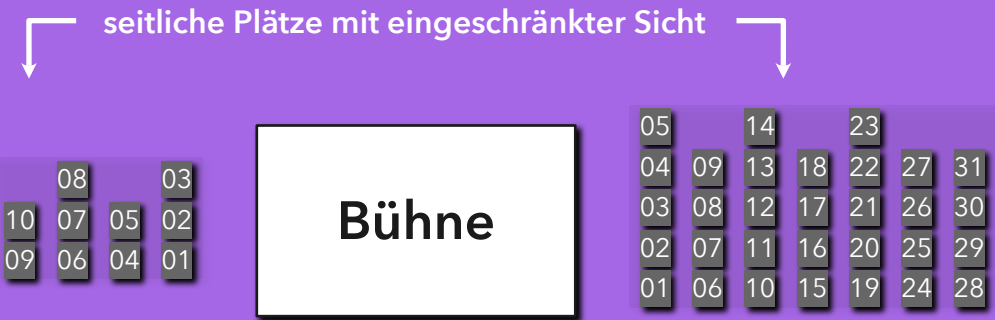 seitliche Plätze mit eingeschränkter Sicht
05 14 23
04 09 13 18 22 27 31
08 03
03 08 12 17 21 26 30
10 07 05 02
Bühne
02 07 11 16 20 25 29
09 06 04 01
01 06 10 15 19 24 28